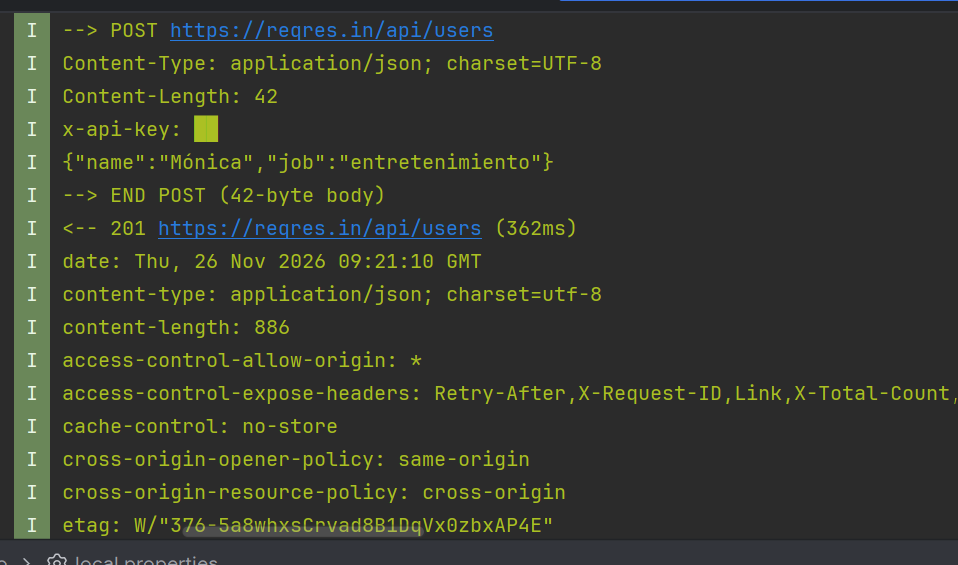 I --> POST https://reqres.in/api/users
I Content-Type: application/json; charset=UTF-8
I Content-Length: 42
I x-api-key: ██
I {"name":"Mónica","job":"entretenimiento"}
I --> END POST (42-byte body)
I <-- 201 https://reqres.in/api/users (362ms)
I date: Thu, 26 Nov 2026 09:21:10 GMT
I content-type: application/json; charset=utf-8
I content-length: 886
I access-control-allow-origin: *
I access-control-expose-headers: Retry-After,X-Request-ID,Link,X-Total-Count,
I cache-control: no-store
I cross-origin-opener-policy: same-origin
I cross-origin-resource-policy: cross-origin
I etag: W/"376-5a8whxsCrvad8B1DqVx0zbxAP4E"
local.properties